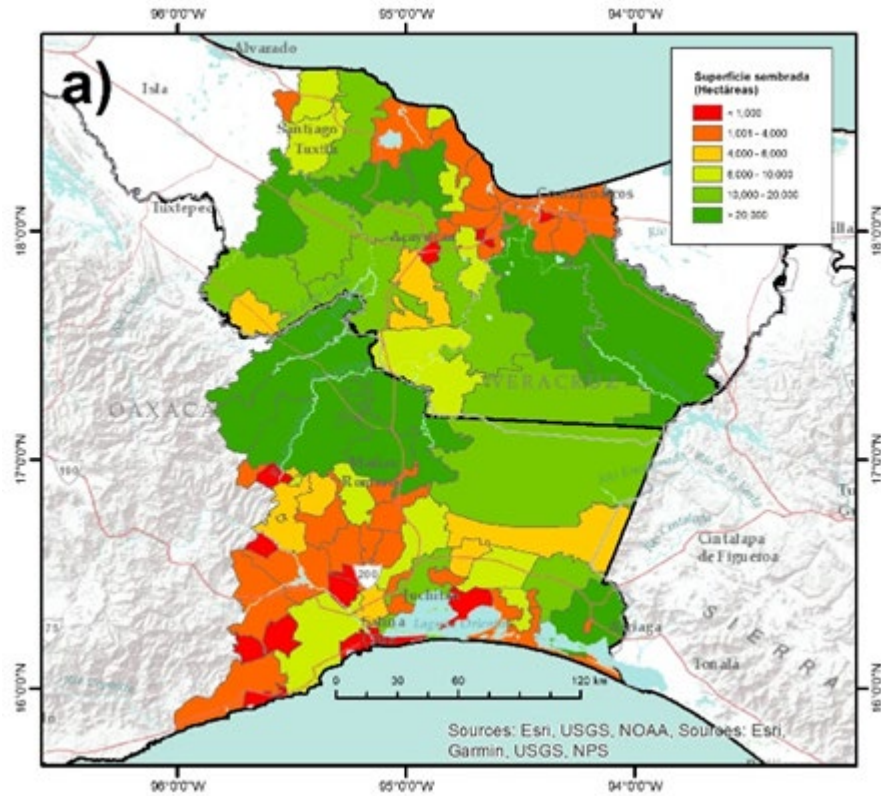 96°0'0"W
95°0'0"W
94°0'0"W
a)
Alvarado
Isla
Santiago
Tuxtla
Tuxtepec
Acayucan
18°0'0"N
18°0'0"N
Superficie sembrada
(Hectáreas)
< 1,000
1,001 - 4,000
4,000 - 6,000
6,000 - 10,000
10,000 - 20,000
> 20,000
VERACRUZ
OAXACA
17°0'0"N
17°0'0"N
Cintalapa
de Figueroa
200
Juchitán
Salina
SIERRA
Tonalá
16°0'0"N
16°0'0"N
0 30 60 120 km
Sources: Esri, USGS, NOAA, Sources: Esri,
Garmin, USGS, NPS
96°0'0"W
95°0'0"W
94°0'0"W